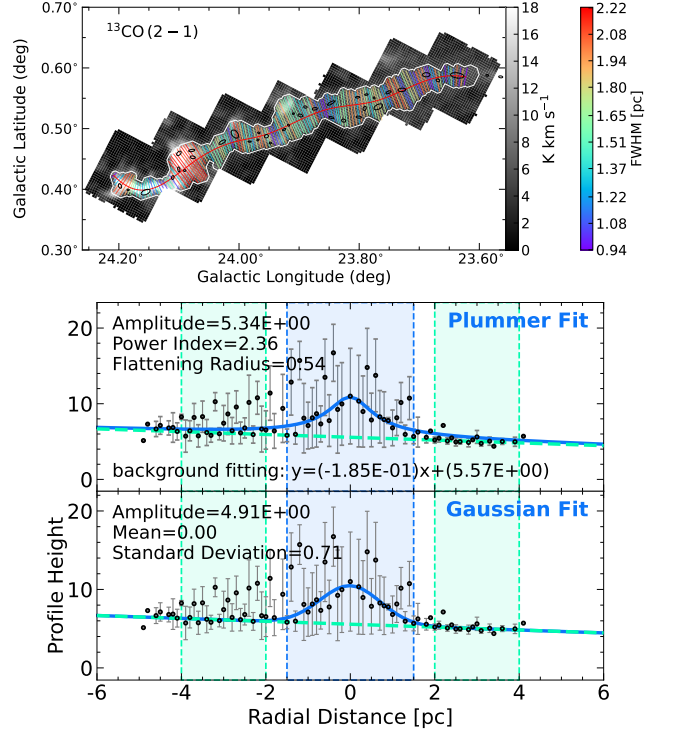 ¹³CO (2 − 1)
0.70°
0.60°
0.50°
0.40°
0.30°
Galactic Latitude (deg)
24.20°
24.00°
23.80°
23.60°
Galactic Longitude (deg)
18
16
14
12
10
8
6
4
2
0
K km s⁻¹
2.22
2.08
1.94
1.79
1.65
1.51
1.37
1.22
1.08
0.94
FWHM [pc]
20
10
0
Amplitude=5.34E+00
Power Index=2.36
Flattening Radius=0.54
Plummer Fit
background fitting: y=(-1.85E-01)x+(5.57E+00)
20
10
0
Amplitude=4.91E+00
Mean=0.00
Standard Deviation=0.71
Gaussian Fit
Profile Height
-6
-4
-2
0
2
4
6
Radial Distance [pc]